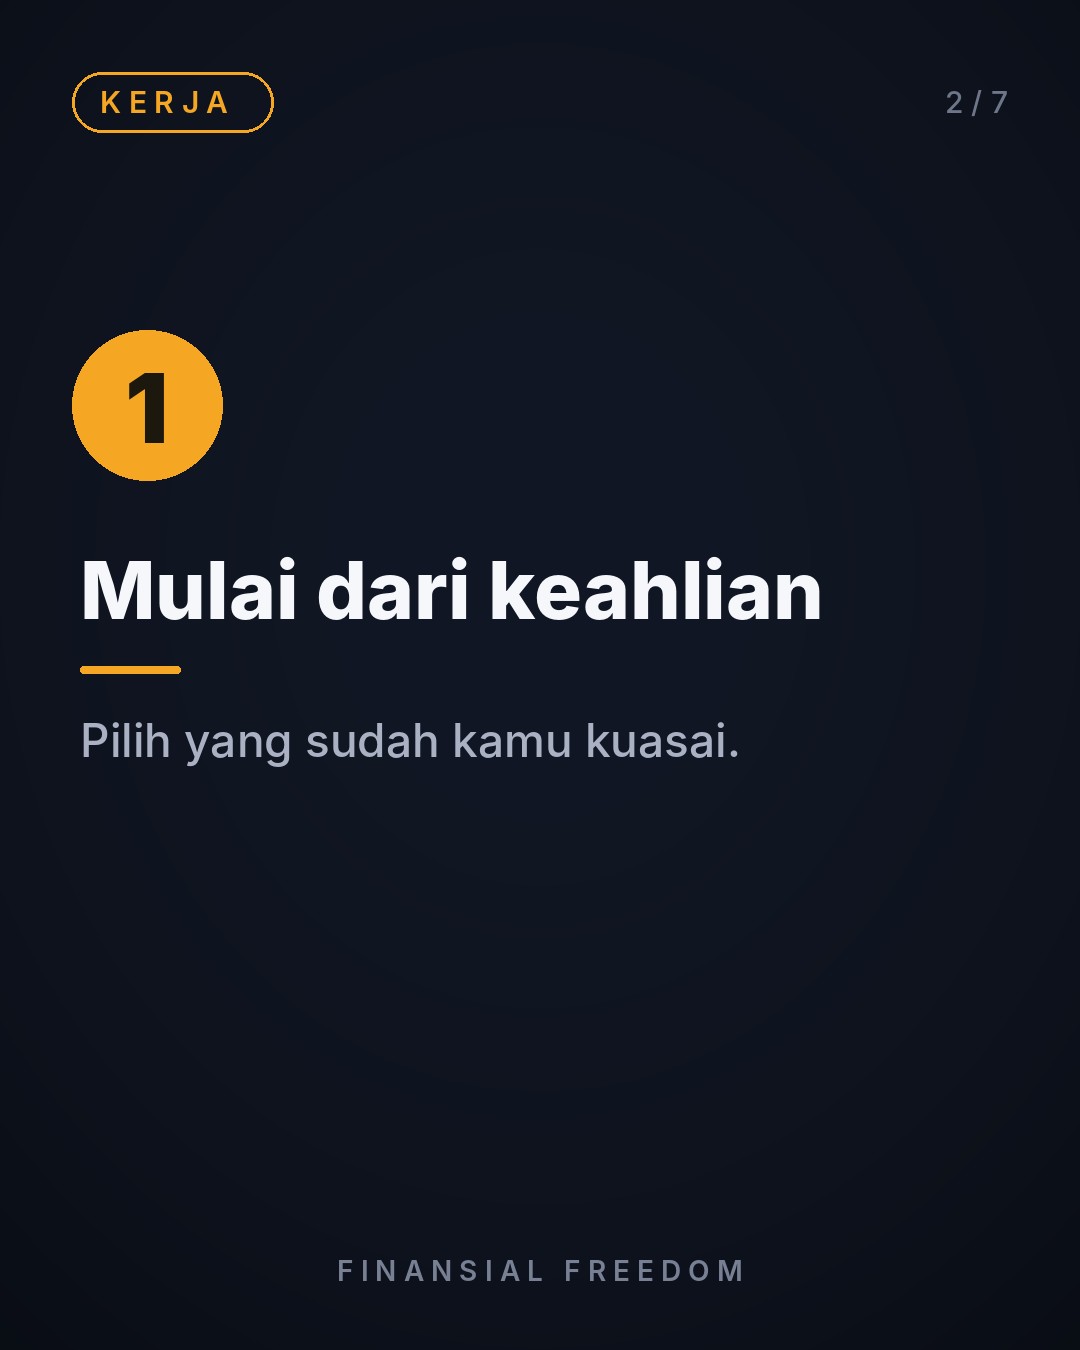 KERJA
2/7
1
Mulai dari keahlian
Pilih yang sudah kamu kuasai.
FINANSIAL FREEDOM